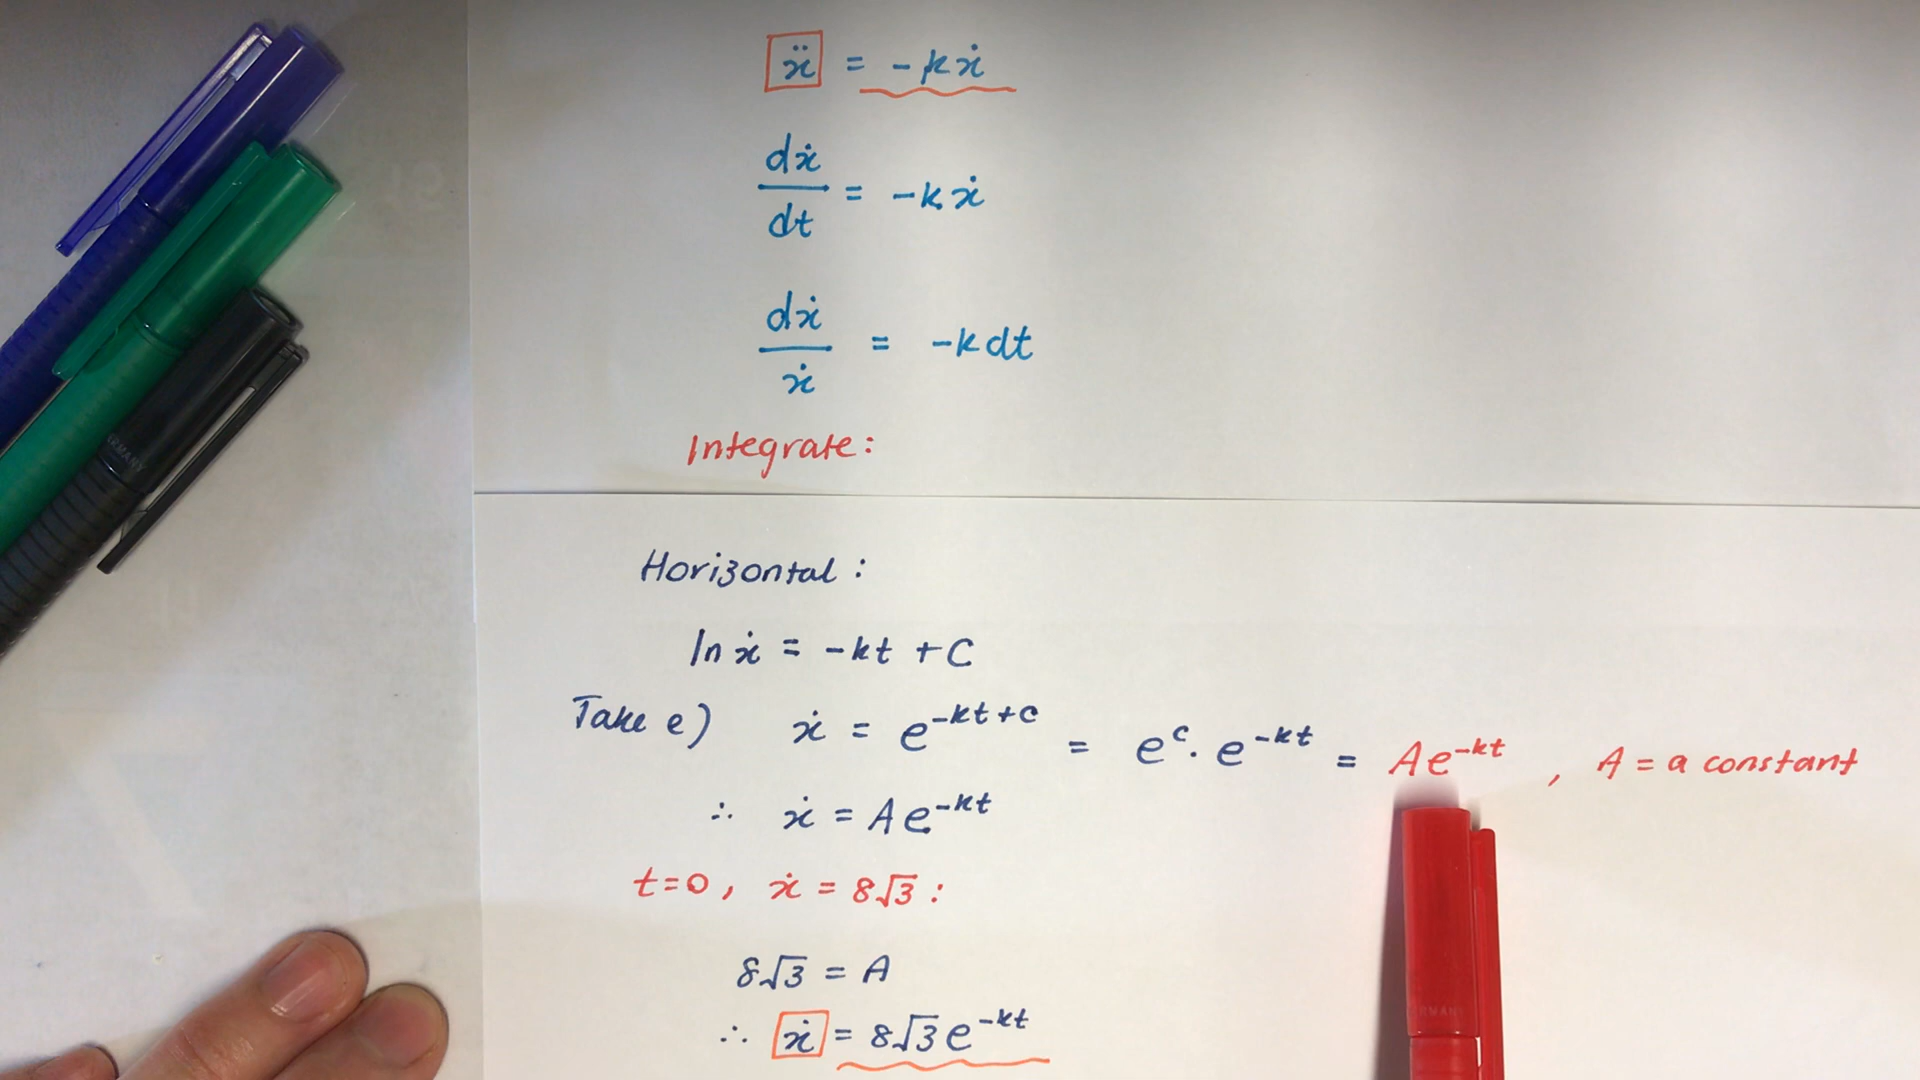 ẍ = -kẋ
dẋ/dt = -kẋ
dẋ/ẋ = -k dt
Integrate:
Horizontal:
ln ẋ = -kt + C
Take e) ẋ = e^(-kt+c) = e^c · e^(-kt) = Ae^(-kt), A = a constant
∴ ẋ = Ae^(-kt)
t=0, ẋ = 8√3 :
8√3 = A
∴ ẋ = 8√3 e^(-kt)